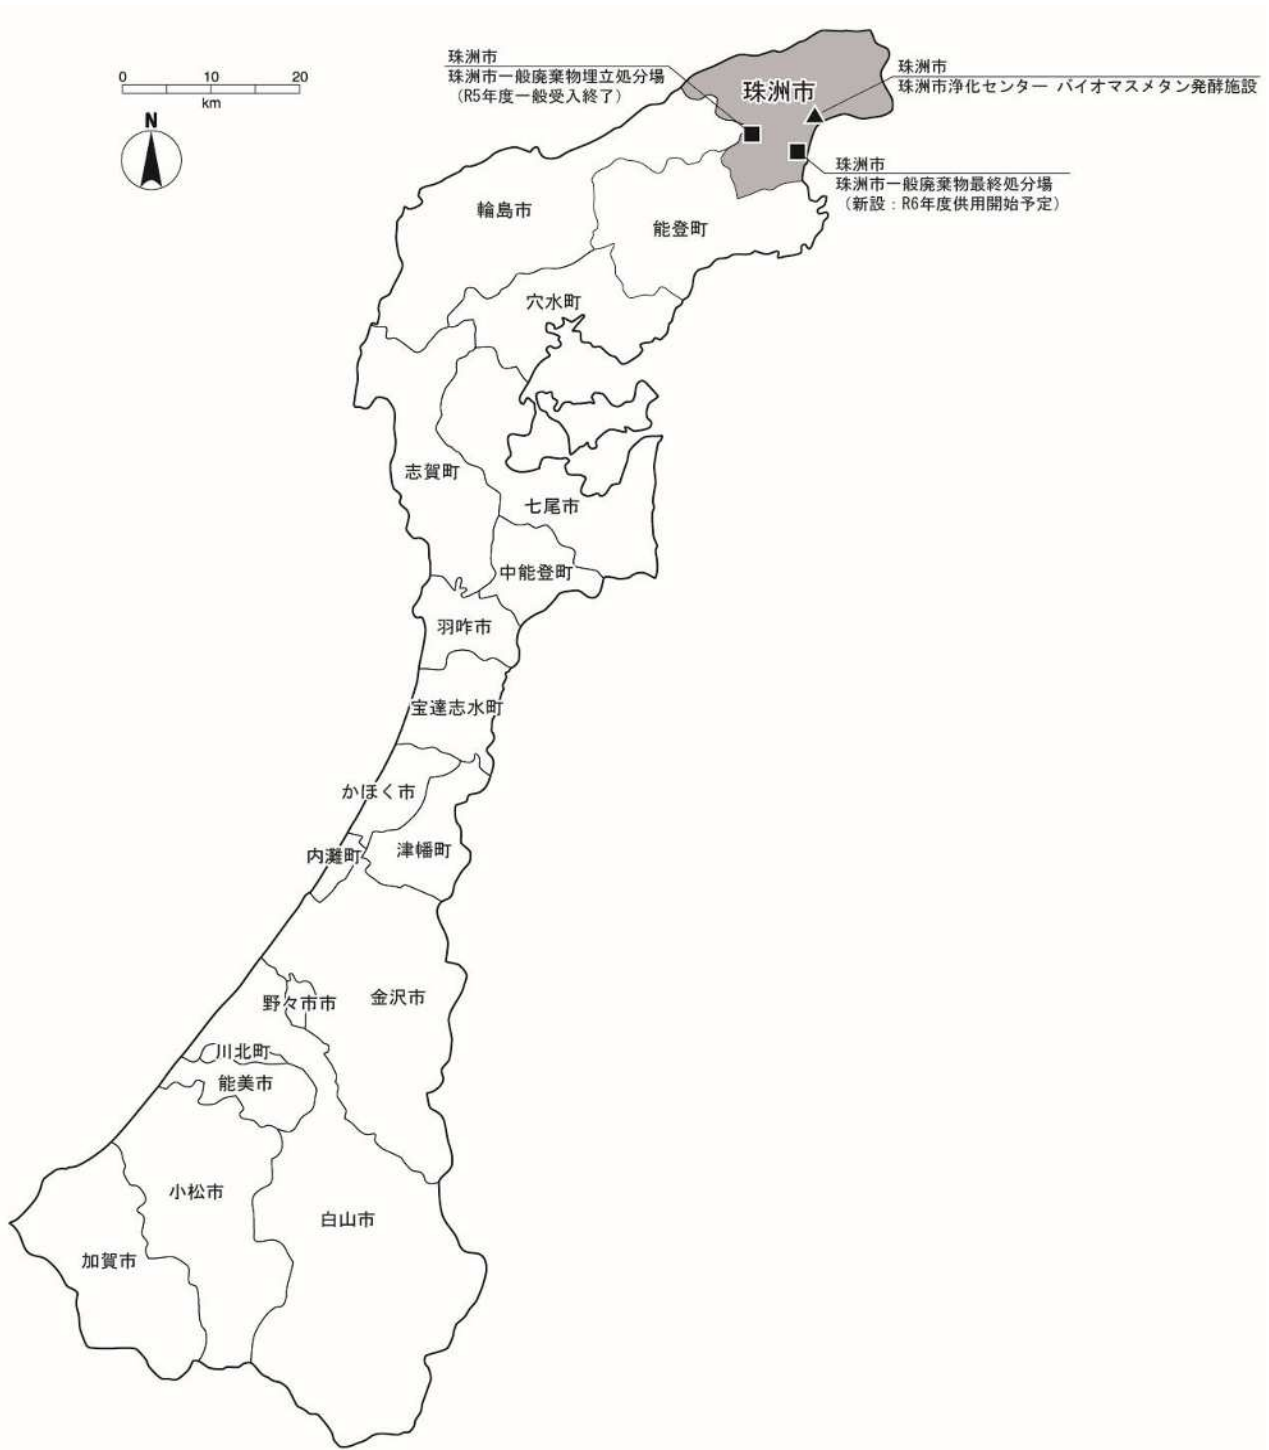 0 10 20
km
N
珠洲市
珠洲市一般廃棄物埋立処分場
（R5年度一般受入終了）
珠洲市
珠洲市
珠洲市浄化センター バイオマスメタン発酵施設
珠洲市
珠洲市一般廃棄物最終処分場
（新設：R6年度供用開始予定）
輪島市
能登町
穴水町
志賀町
七尾市
中能登町
羽咋市
宝達志水町
かほく市
内灘町
津幡町
野々市市
金沢市
川北町
能美市
小松市
白山市
加賀市